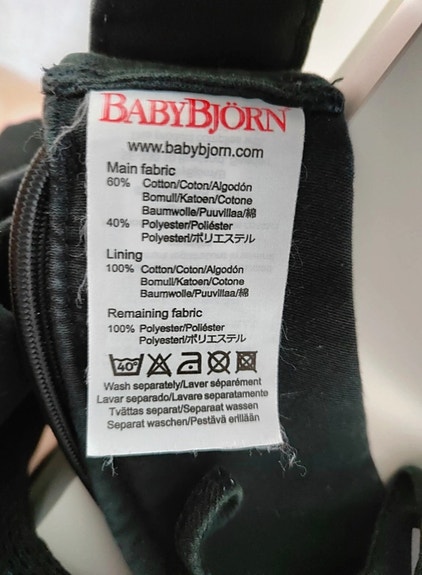 BABYBJÖRN
www.babybjorn.com
Main fabric
60% Cotton/Coton/Algodón
Bomull/Katoen/Cotone
Baumwolle/Puuvillaa/綿
40% Polyester/Poliéster
Polyesteri/ポリエステル
Lining
100% Cotton/Coton/Algodón
Bomull/Katoen/Cotone
Baumwolle/Puuvillaa/綿
Remaining fabric
100% Polyester/Poliéster
Polyesteri/ポリエステル
40°
Wash separately/Laver séparément
Lavar separado/Lavare separatamente
Tvättas separat/Separaat wassen
Separat waschen/Pestävä erillään